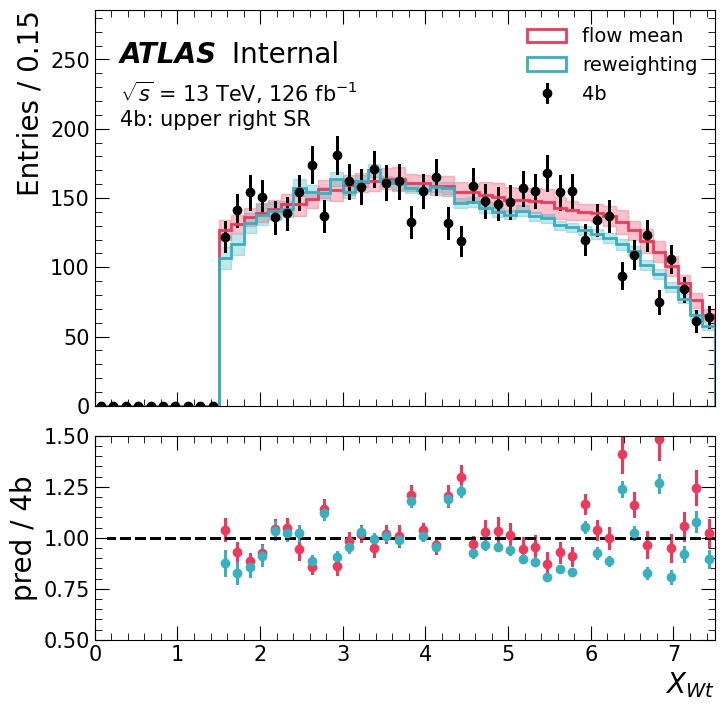 Entries / 0.15
250
200
150
100
50
0
ATLAS Internal
√s = 13 TeV, 126 fb⁻¹
4b: upper right SR
flow mean
reweighting
4b
pred / 4b
1.50
1.25
1.00
0.75
0.50
0 1 2 3 4 5 6 7
X_{Wt}